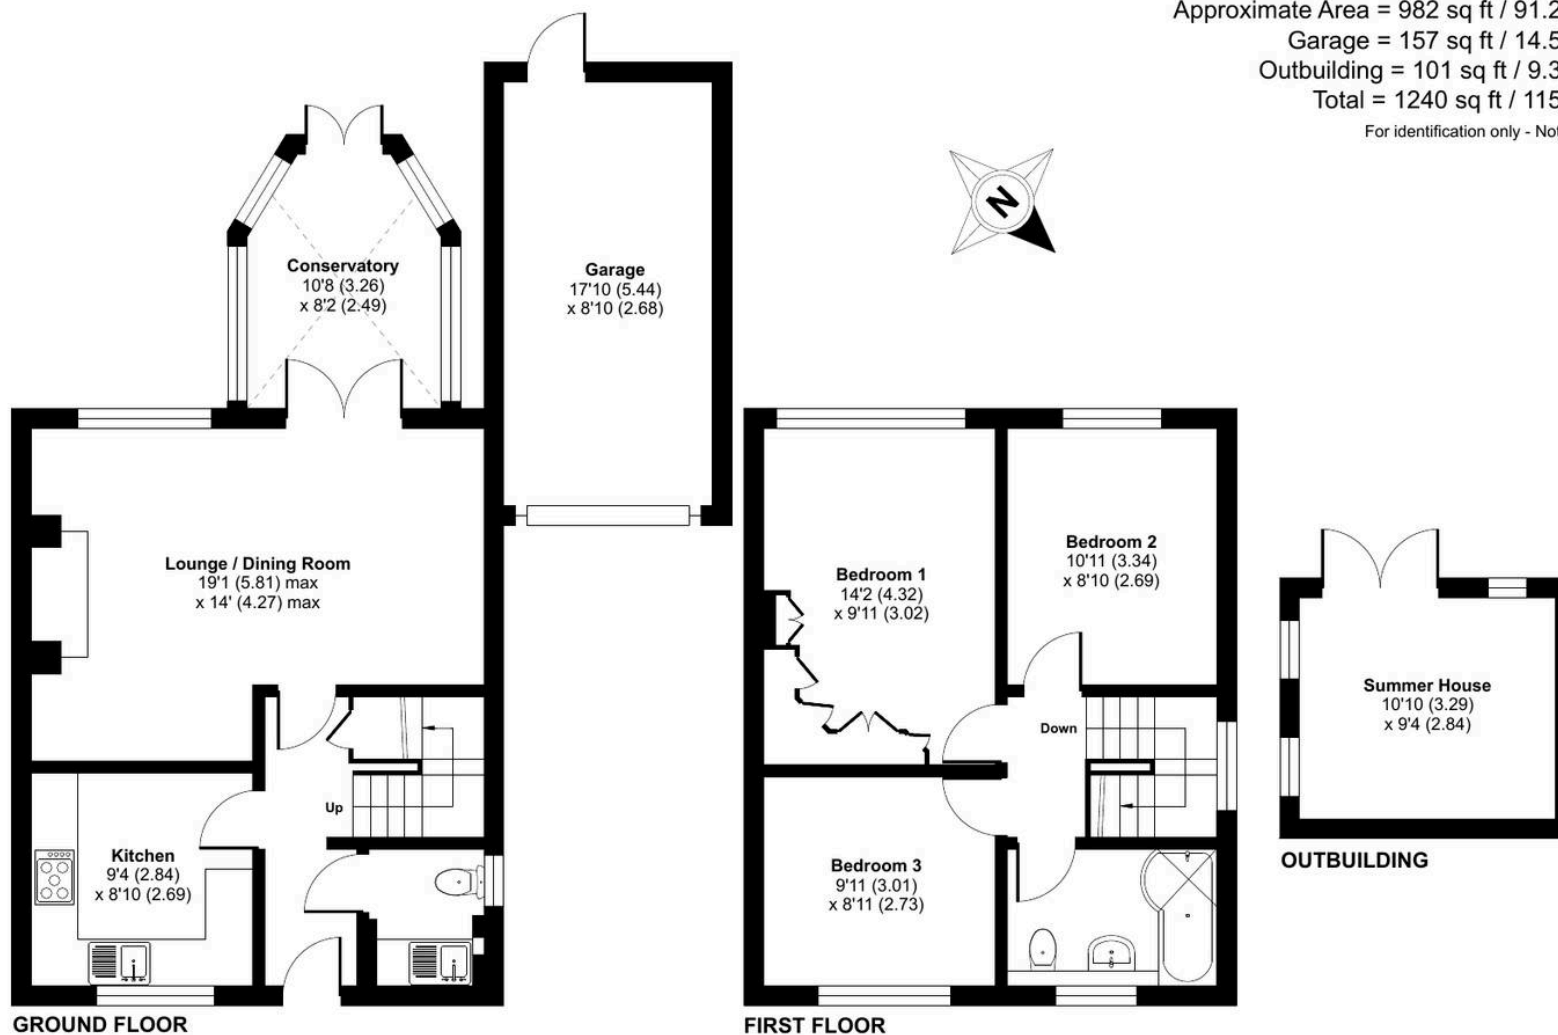 Approximate Area = 982 sq ft / 91.2
Garage = 157 sq ft / 14.5
Outbuilding = 101 sq ft / 9.3
Total = 1240 sq ft / 115
For identification only - Not
N
Conservatory
10'8 (3.26)
x 8'2 (2.49)
Garage
17'10 (5.44)
x 8'10 (2.68)
Lounge / Dining Room
19'1 (5.81) max
x 14' (4.27) max
Up
Kitchen
9'4 (2.84)
x 8'10 (2.69)
GROUND FLOOR
Bedroom 1
14'2 (4.32)
x 9'11 (3.02)
Bedroom 2
10'11 (3.34)
x 8'10 (2.69)
Down
Bedroom 3
9'11 (3.01)
x 8'11 (2.73)
FIRST FLOOR
Summer House
10'10 (3.29)
x 9'4 (2.84)
OUTBUILDING